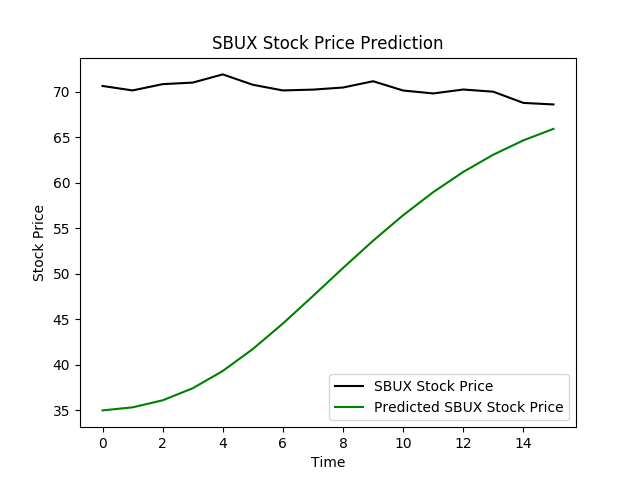 SBUX Stock Price Prediction
Stock Price
70
65
60
55
50
45
40
35
SBUX Stock Price
Predicted SBUX Stock Price
0 2 4 6 8 10 12 14
Time